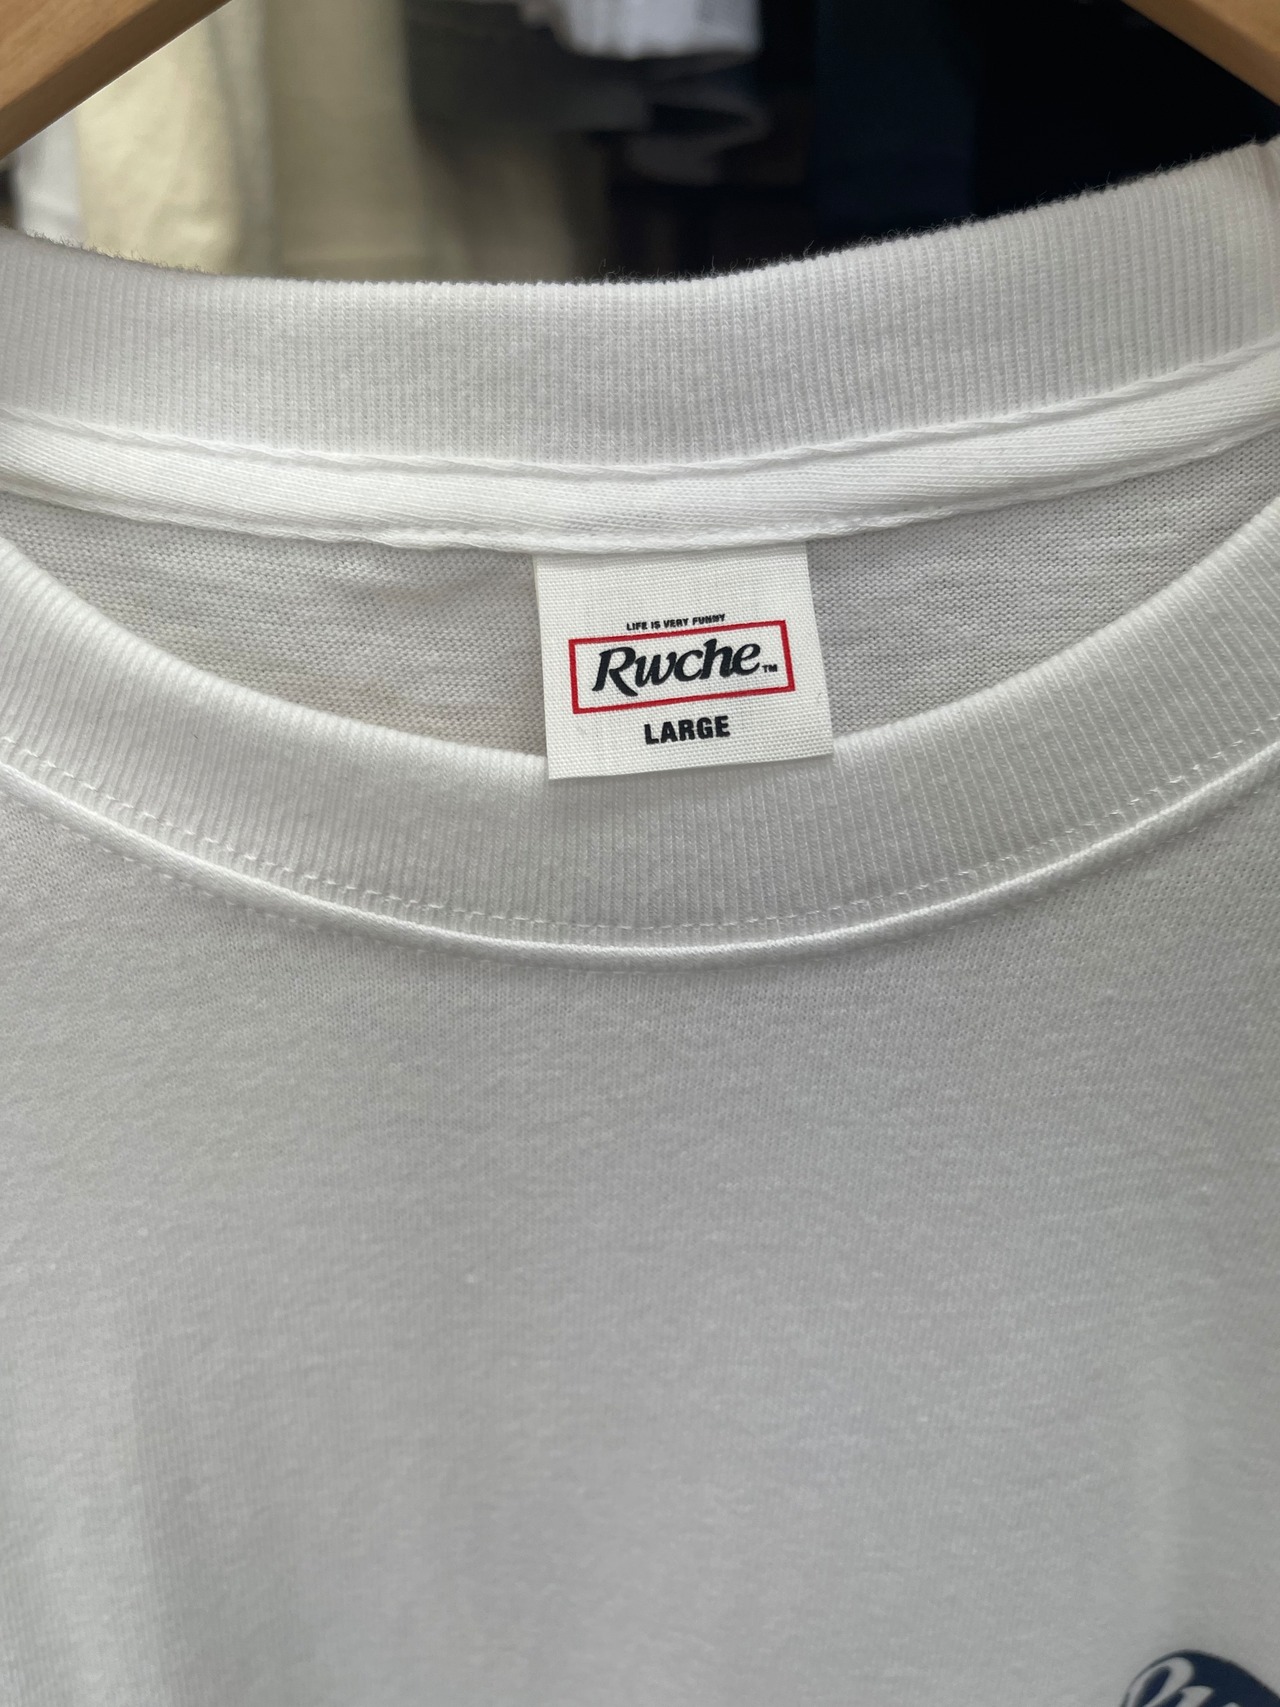 LIFE IS VERY FUNNY
Rwche™
LARGE